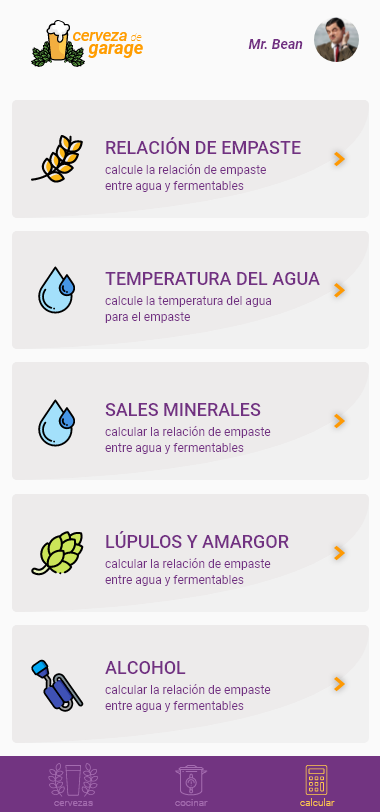 cerveza de
garage
Mr. Bean
RELACIÓN DE EMPASTE
calcule la relación de empaste
entre agua y fermentables
TEMPERATURA DEL AGUA
calcule la temperatura del agua
para el empaste
SALES MINERALES
calcular la relación de empaste
entre agua y fermentables
LÚPULOS Y AMARGOR
calcular la relación de empaste
entre agua y fermentables
ALCOHOL
calcular la relación de empaste
entre agua y fermentables
cervezas
cocinar
calcular